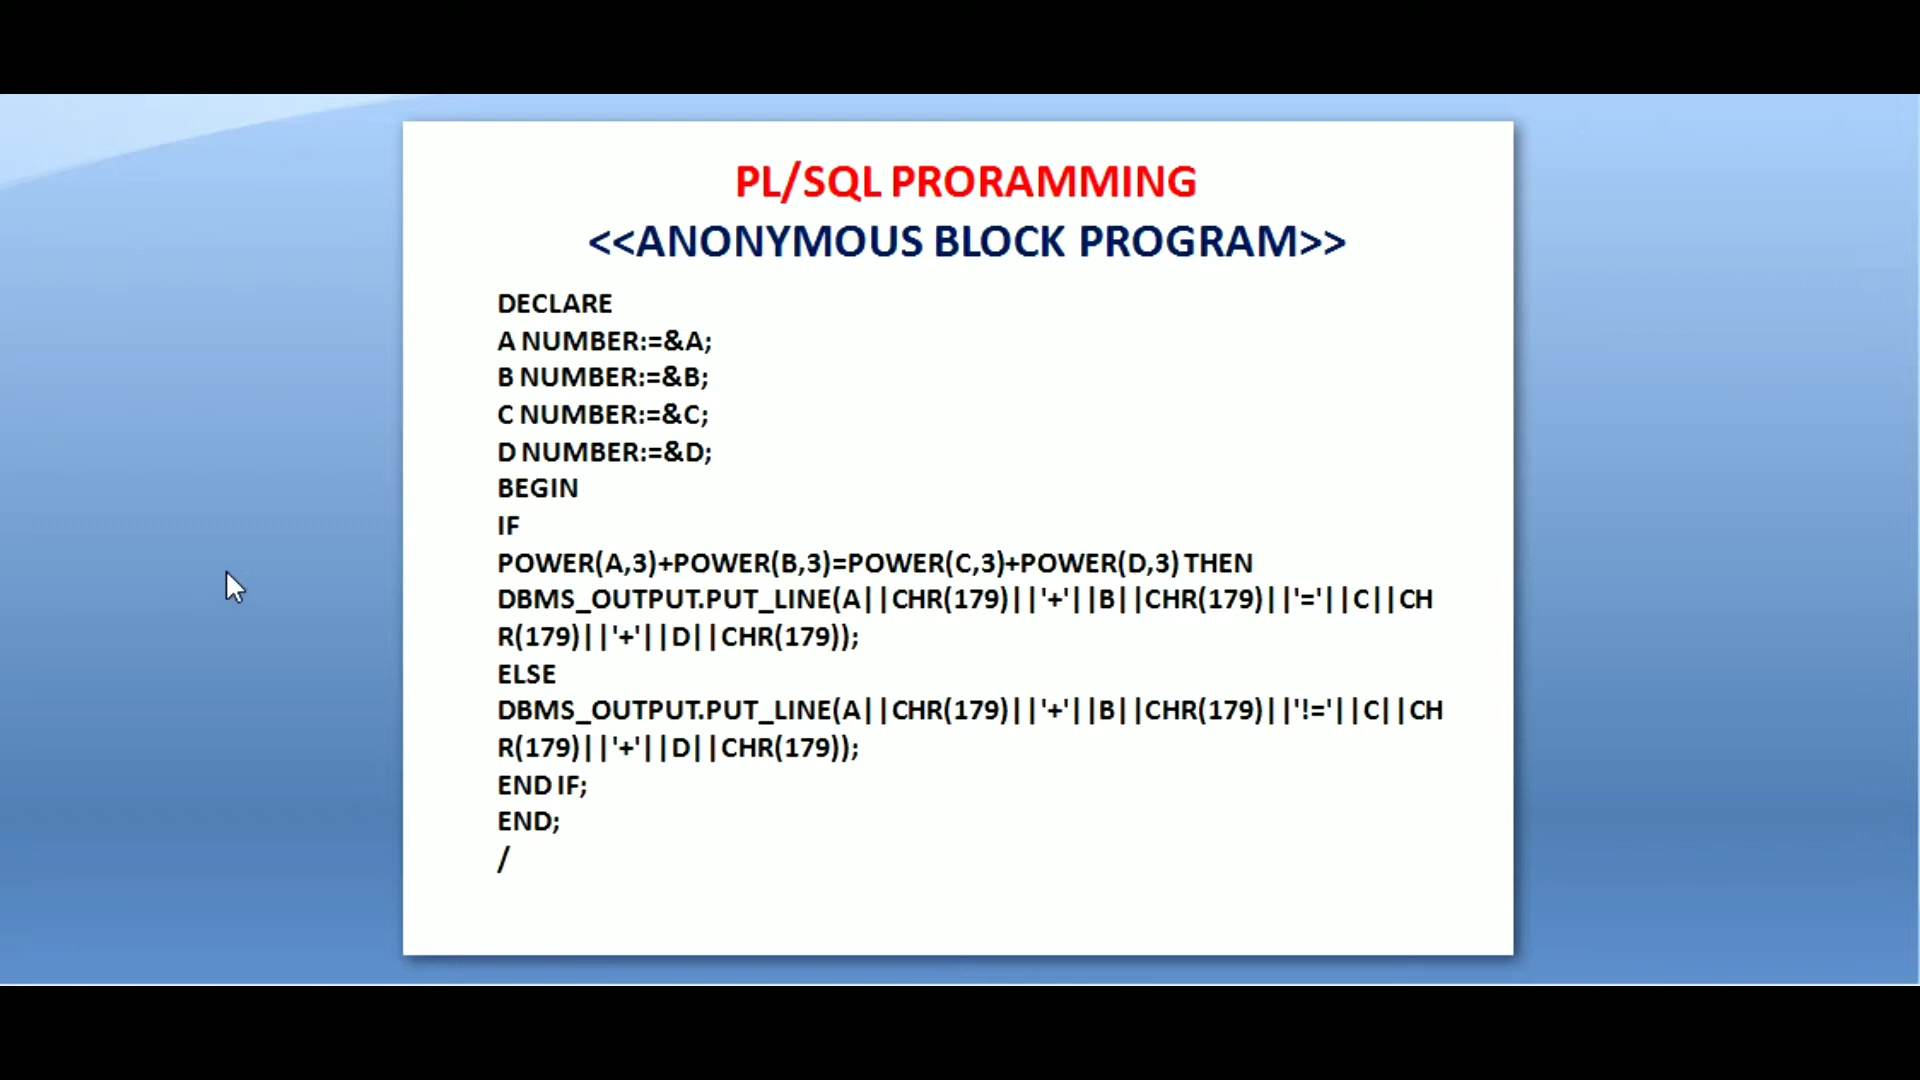 PL/SQL PRORAMMING
<<ANONYMOUS BLOCK PROGRAM>>
DECLARE
A NUMBER:=&A;
B NUMBER:=&B;
C NUMBER:=&C;
D NUMBER:=&D;
BEGIN
IF
POWER(A,3)+POWER(B,3)=POWER(C,3)+POWER(D,3) THEN
DBMS_OUTPUT.PUT_LINE(A||CHR(179)||'+'||B||CHR(179)||'='||C||CH
R(179)||'+'||D||CHR(179));
ELSE
DBMS_OUTPUT.PUT_LINE(A||CHR(179)||'+'||B||CHR(179)||'!='||C||CH
R(179)||'+'||D||CHR(179));
END IF;
END;
/